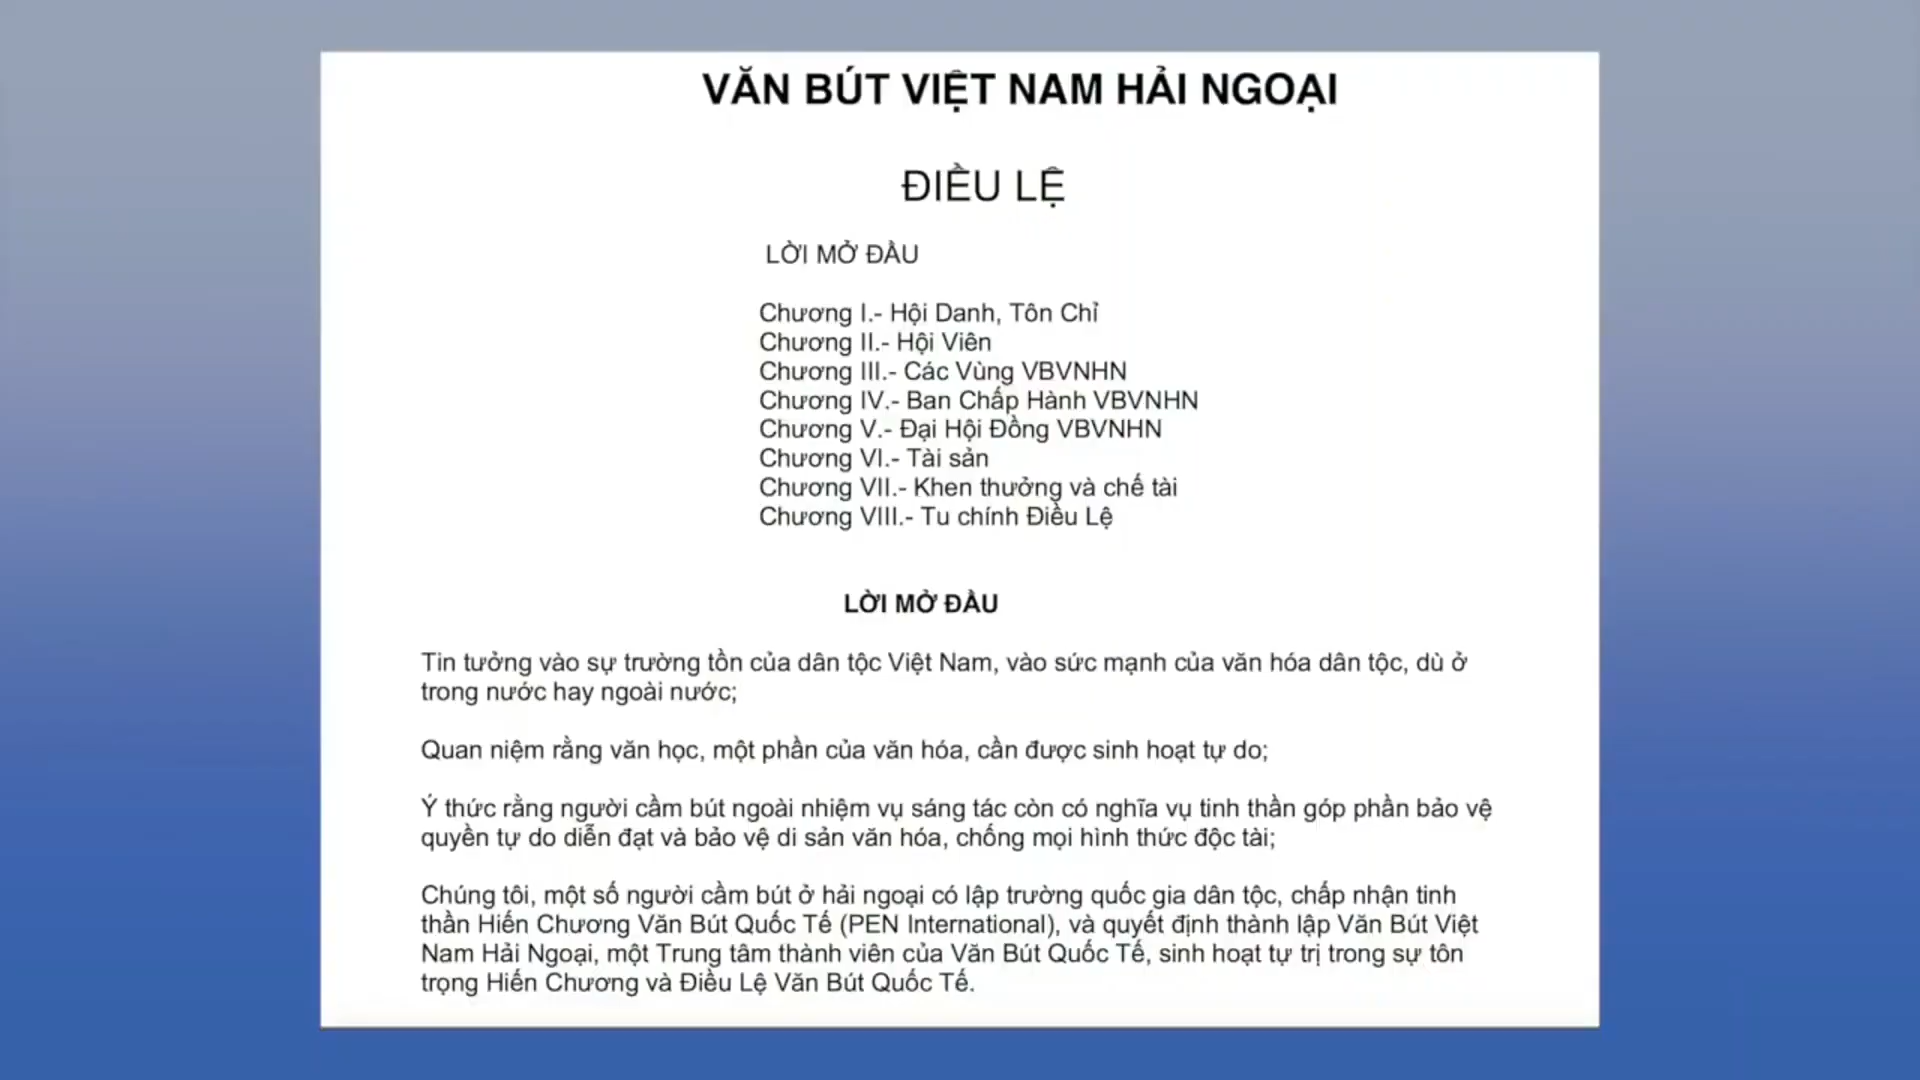 VĂN BÚT VIỆT NAM HẢI NGOẠI
ĐIỀU LỆ
LỜI MỞ ĐẦU
Chương I.- Hội Danh, Tôn Chỉ
Chương II.- Hội Viên
Chương III.- Các Vùng VBVNHN
Chương IV.- Ban Chấp Hành VBVNHN
Chương V.- Đại Hội Đồng VBVNHN
Chương VI.- Tài sản
Chương VII.- Khen thưởng và chế tài
Chương VIII.- Tu chính Điều Lệ
LỜI MỞ ĐẦU
Tin tưởng vào sự trường tồn của dân tộc Việt Nam, vào sức mạnh của văn hóa dân tộc, dù ở
trong nước hay ngoài nước;
Quan niệm rằng văn học, một phần của văn hóa, cần được sinh hoạt tự do;
Ý thức rằng người cầm bút ngoài nhiệm vụ sáng tác còn có nghĩa vụ tinh thần góp phần bảo vệ
quyền tự do diễn đạt và bảo vệ di sản văn hóa, chống mọi hình thức độc tài;
Chúng tôi, một số người cầm bút ở hải ngoại có lập trường quốc gia dân tộc, chấp nhận tinh
thần Hiến Chương Văn Bút Quốc Tế (PEN International), và quyết định thành lập Văn Bút Việt
Nam Hải Ngoại, một Trung tâm thành viên của Văn Bút Quốc Tế, sinh hoạt tự trị trong sự tôn
trọng Hiến Chương và Điều Lệ Văn Bút Quốc Tế.